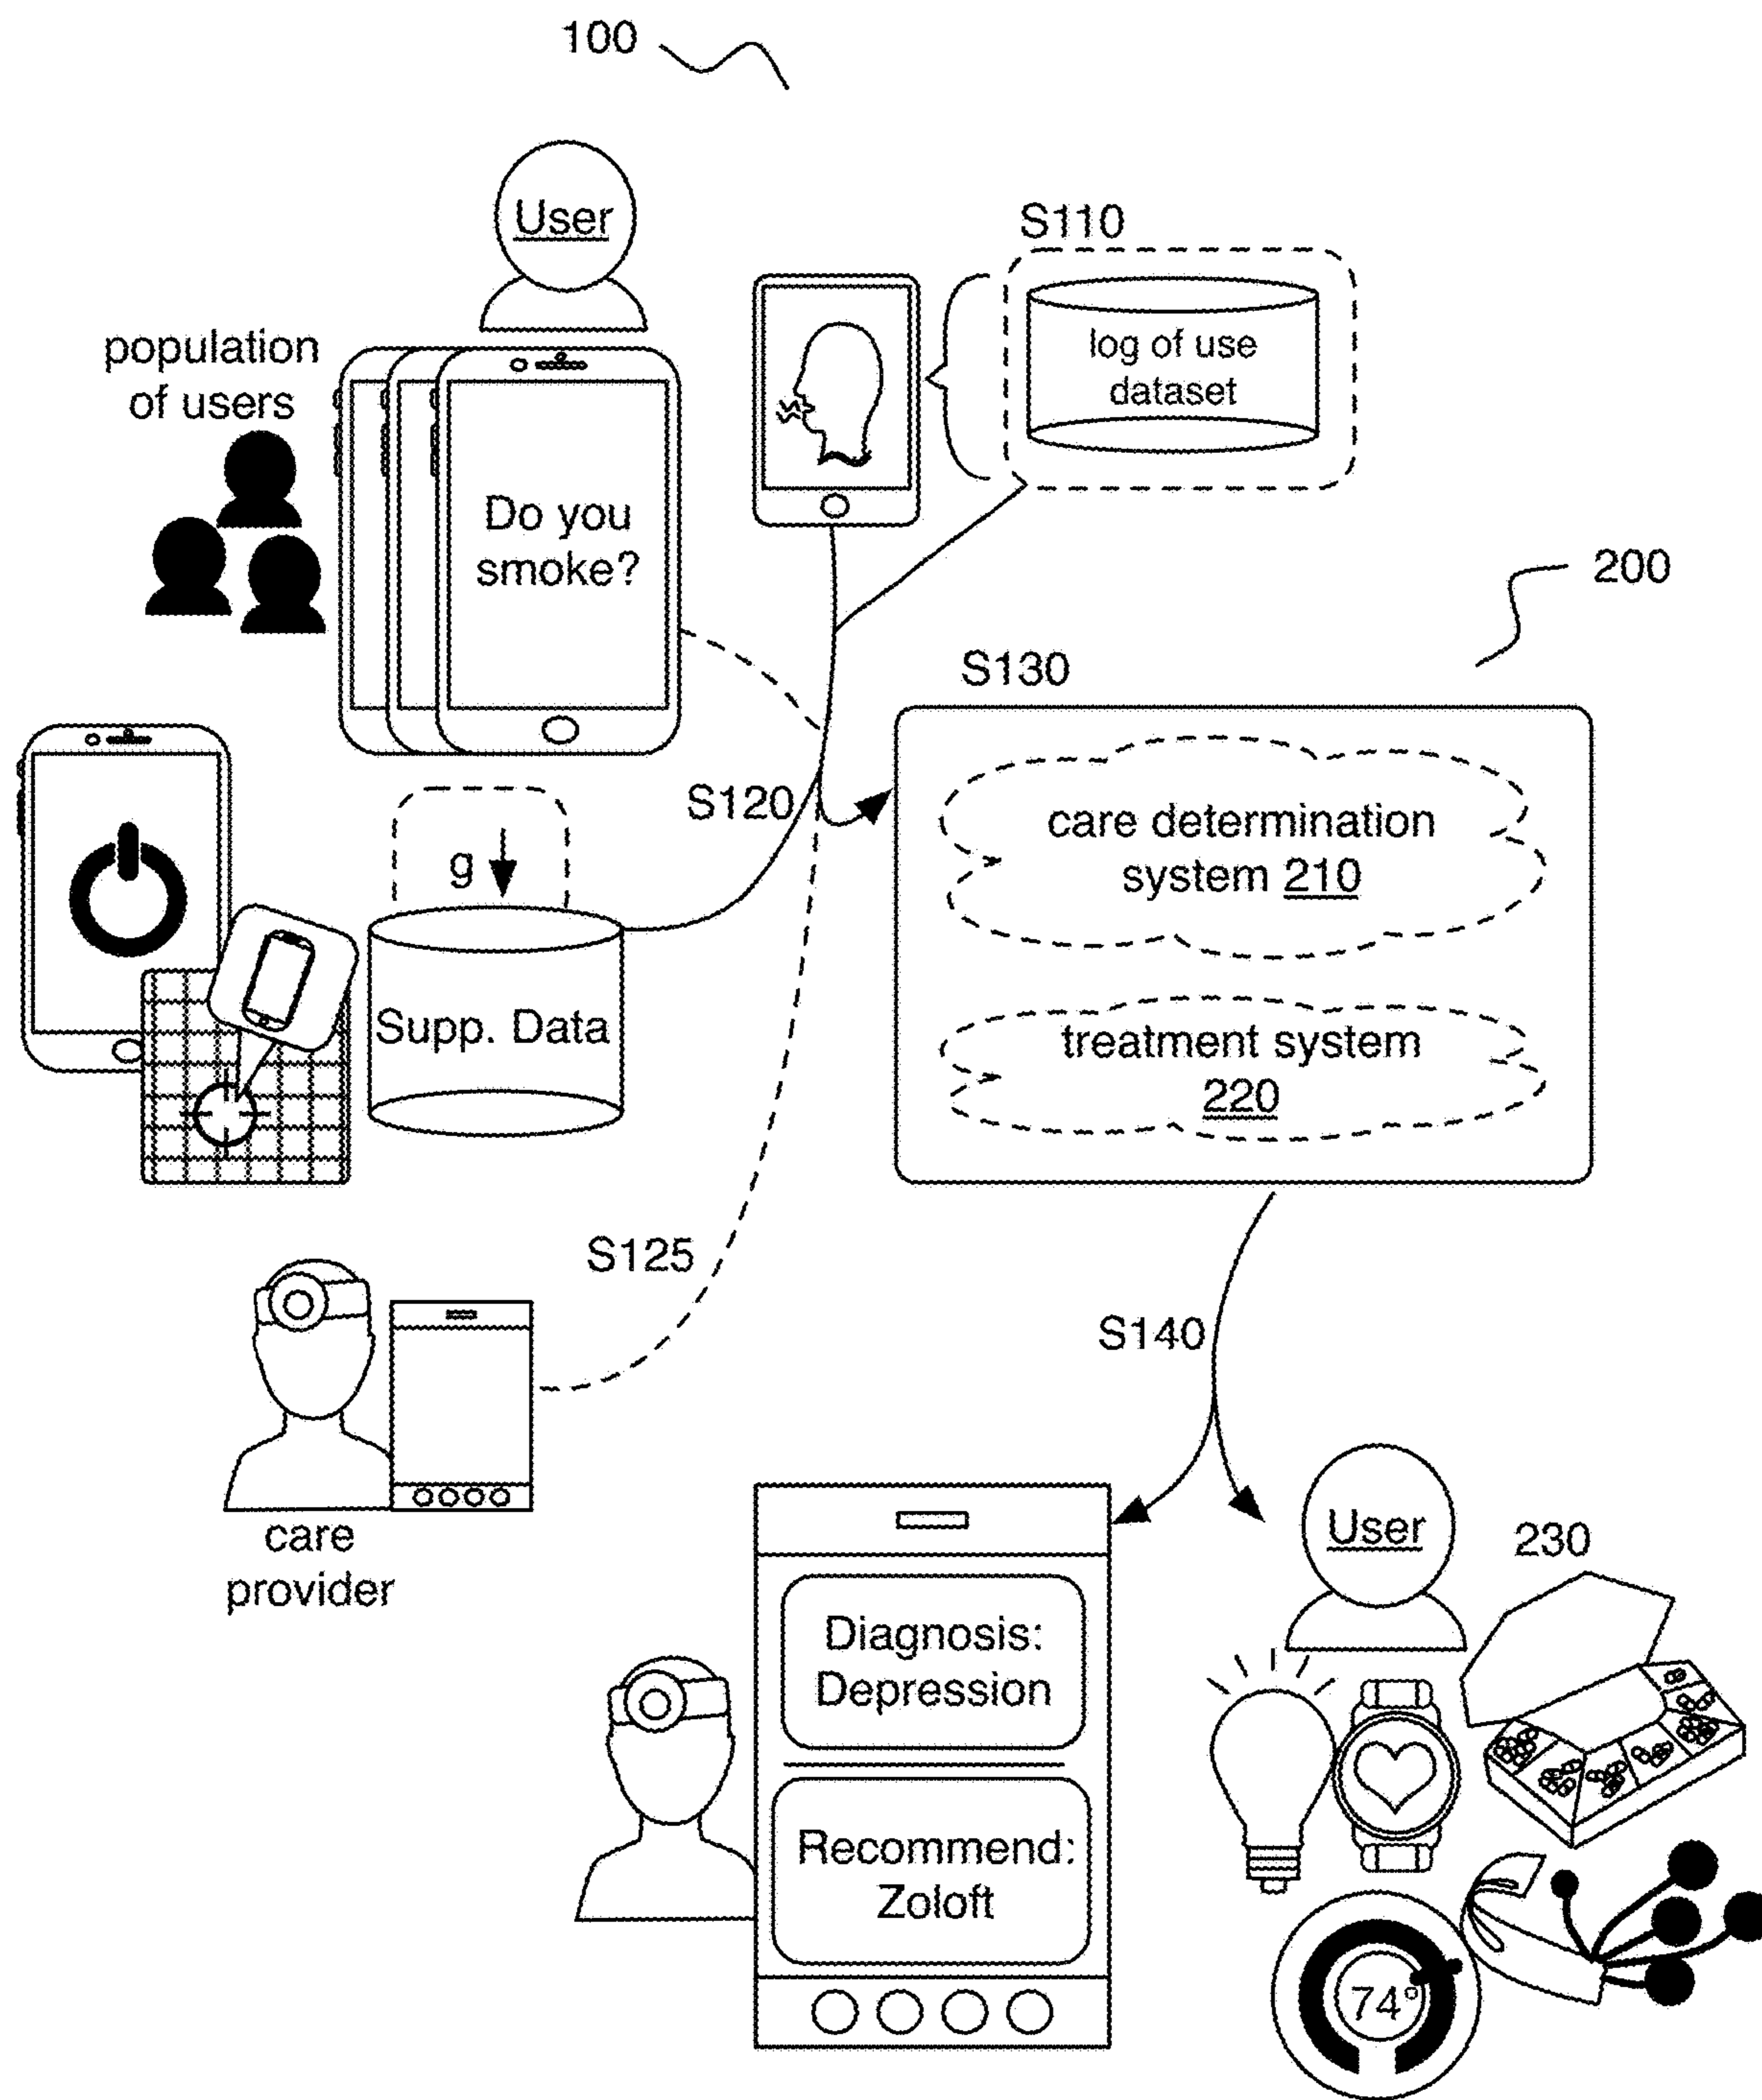 100
User
S110
population
of users
log of use
dataset
Do you
smoke?
200
S130
S120
care determination
system 210
g
Supp. Data
treatment system
220
S125
S140
care
provider
User
230
Diagnosis:
Depression
Recommend:
Zoloft
74°